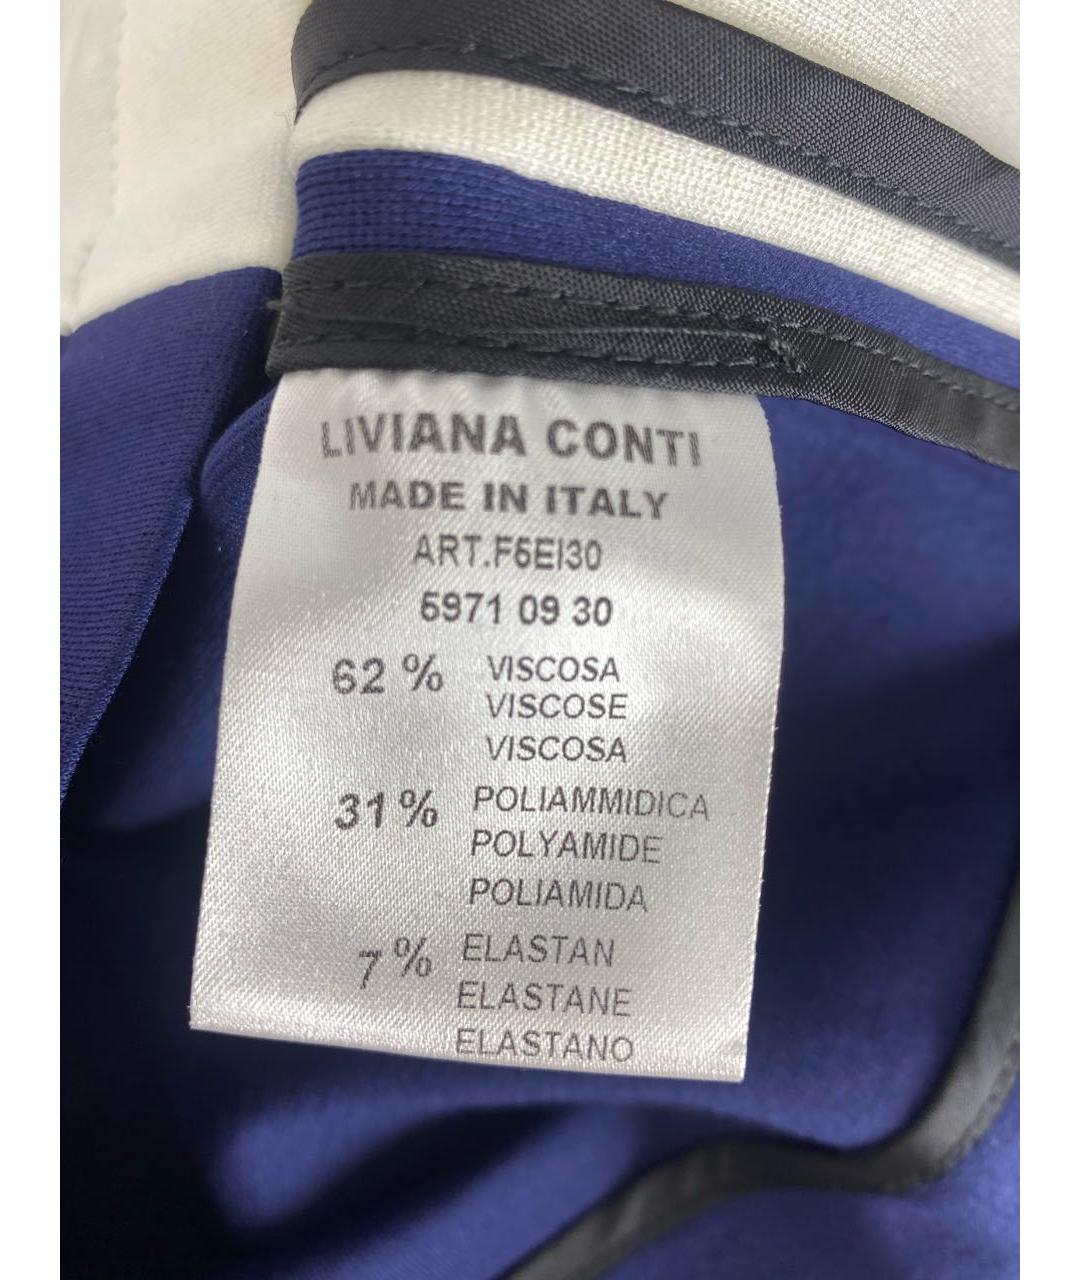 LIVIANA CONTI
MADE IN ITALY
ART.F5EI30
5971 09 30
62 % VISCOSA
VISCOSE
VISCOSA
31 % POLIAMMIDICA
POLYAMIDE
POLIAMIDA
7 % ELASTAN
ELASTANE
ELASTANO